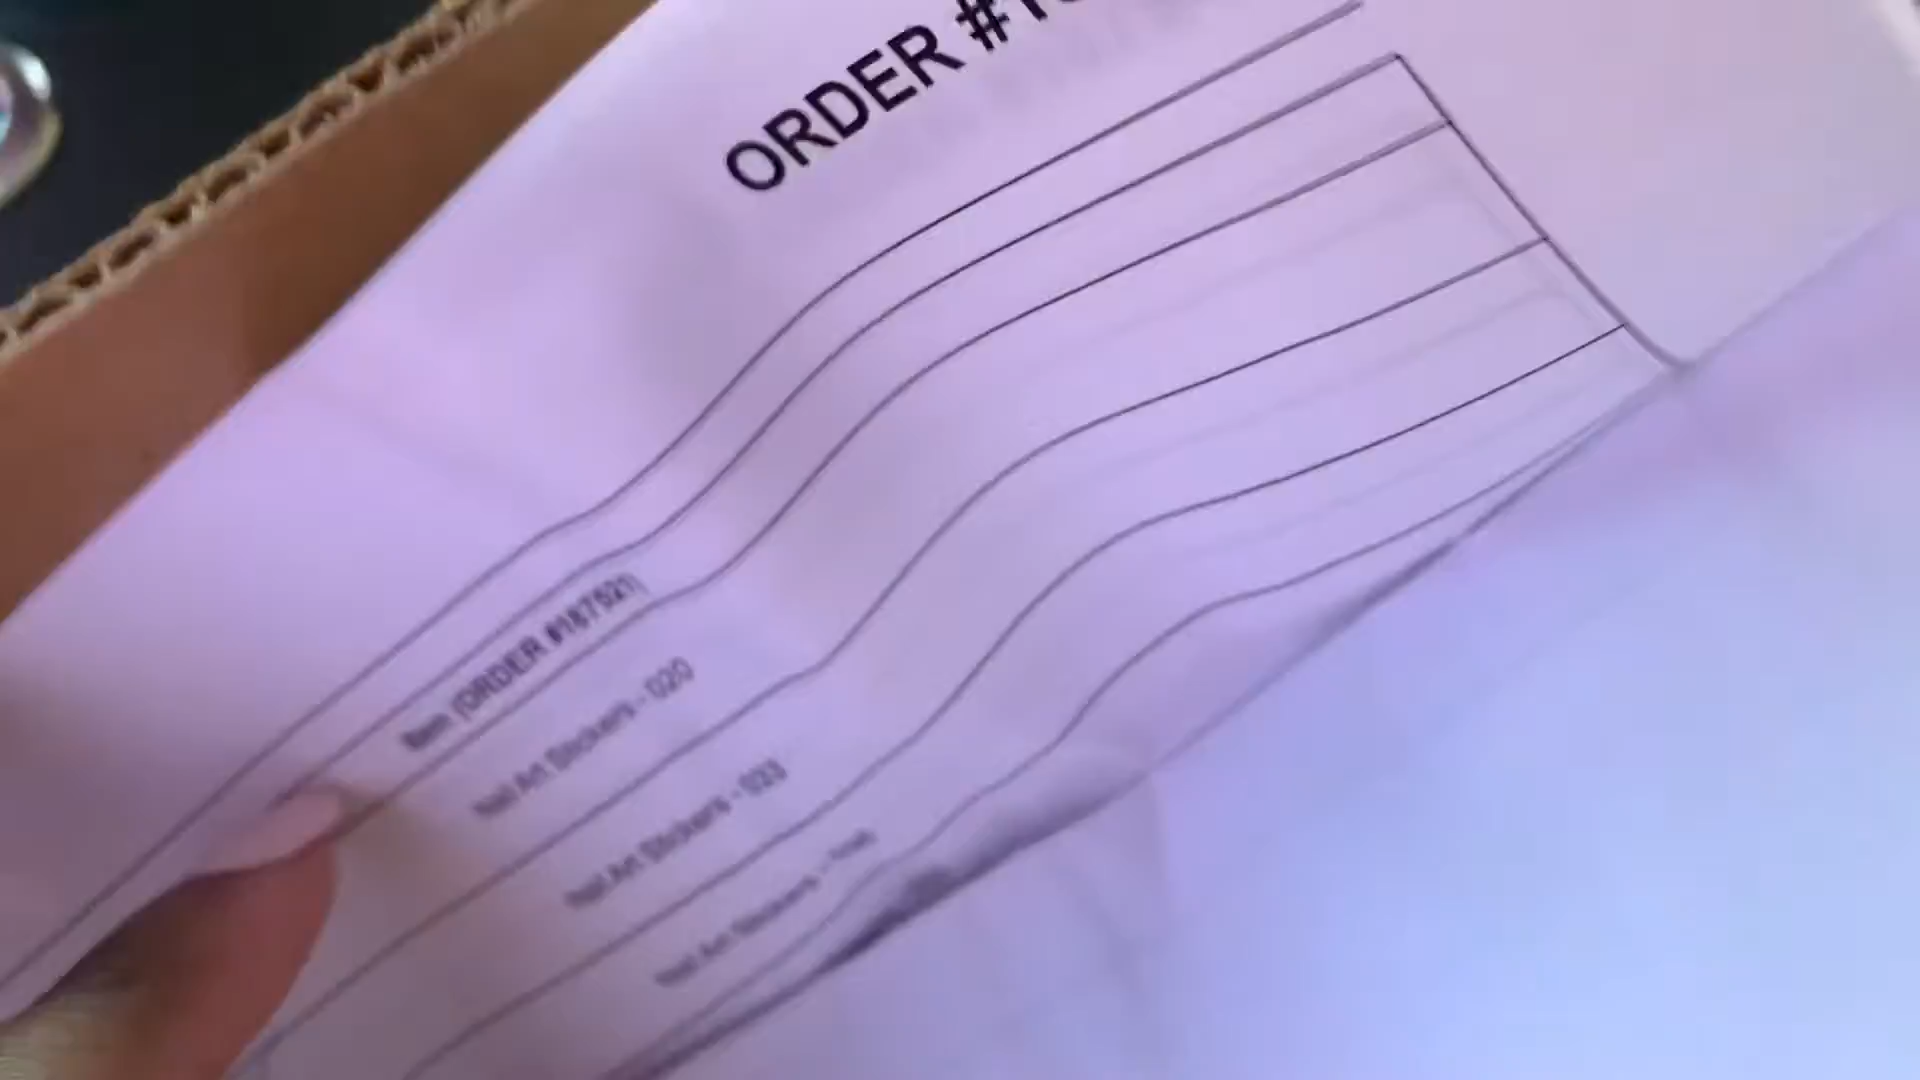 ORDER #1
Item (ORDER #187521)
Nail Art Stickers - 020
Nail Art Stickers - 023
Nail Art Stickers -